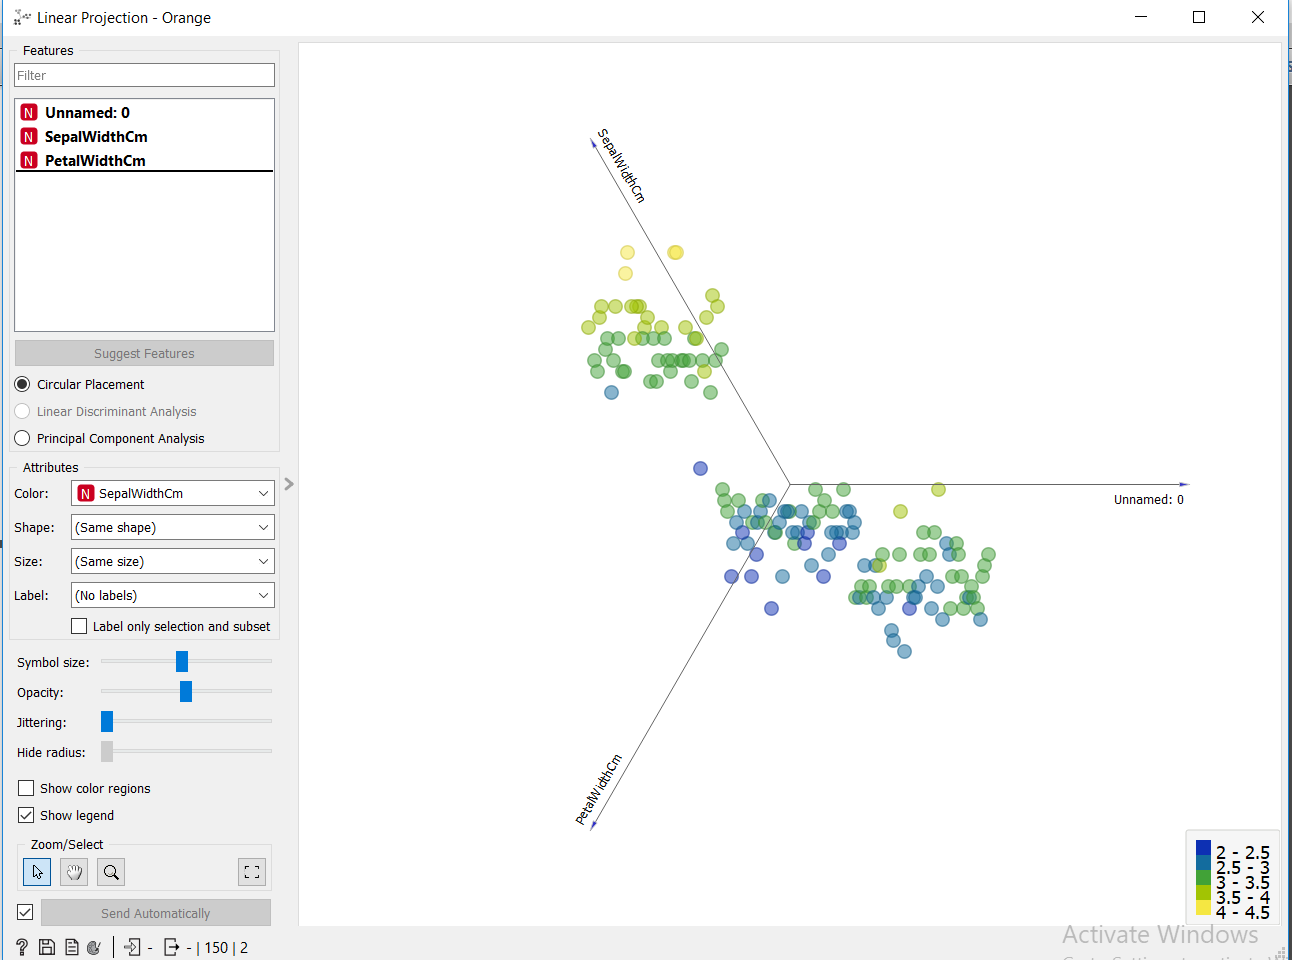 Linear Projection - Orange
Features
Filter
N Unnamed: 0
N SepalWidthCm
N PetalWidthCm
Suggest Features
Circular Placement
Linear Discriminant Analysis
Principal Component Analysis
Attributes
Color: N SepalWidthCm
Shape: (Same shape)
Size: (Same size)
Label: (No labels)
Label only selection and subset
Symbol size:
Opacity:
Jittering:
Hide radius:
Show color regions
Show legend
Zoom/Select
Send Automatically
? - - | 150 | 2
SepalWidthCm
Unnamed: 0
PetalWidthCm
2 - 2.5
2.5 - 3
3 - 3.5
3.5 - 4
4 - 4.5
Activate Windows